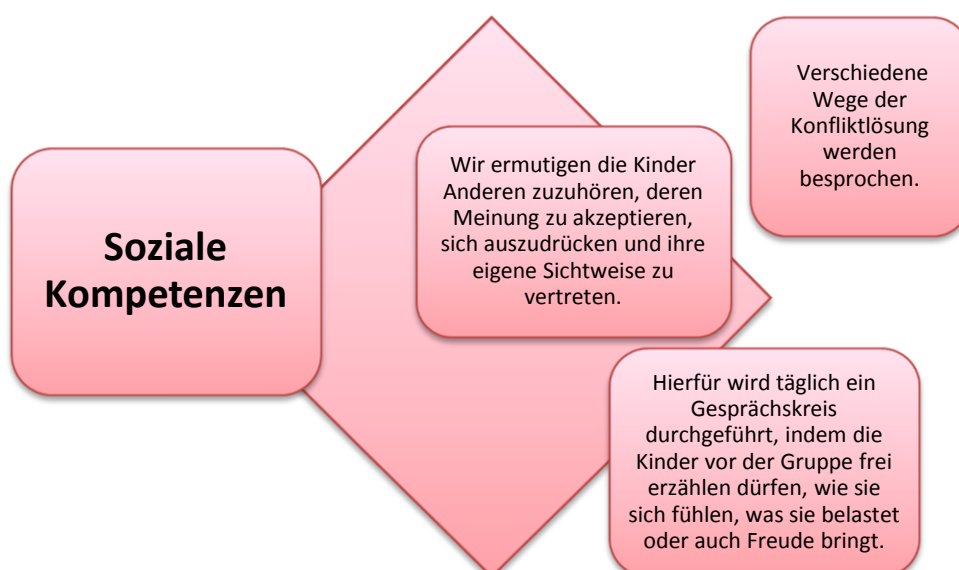 Soziale
Kompetenzen
Wir ermutigen die Kinder
Anderen zuzuhören, deren
Meinung zu akzeptieren,
sich auszudrücken und ihre
eigene Sichtweise zu
vertreten.
Verschiedene
Wege der
Konfliktlösung
werden
besprochen.
Hierfür wird täglich ein
Gesprächskreis
durchgeführt, indem die
Kinder vor der Gruppe frei
erzählen dürfen, wie sie
sich fühlen, was sie belastet
oder auch Freude bringt.